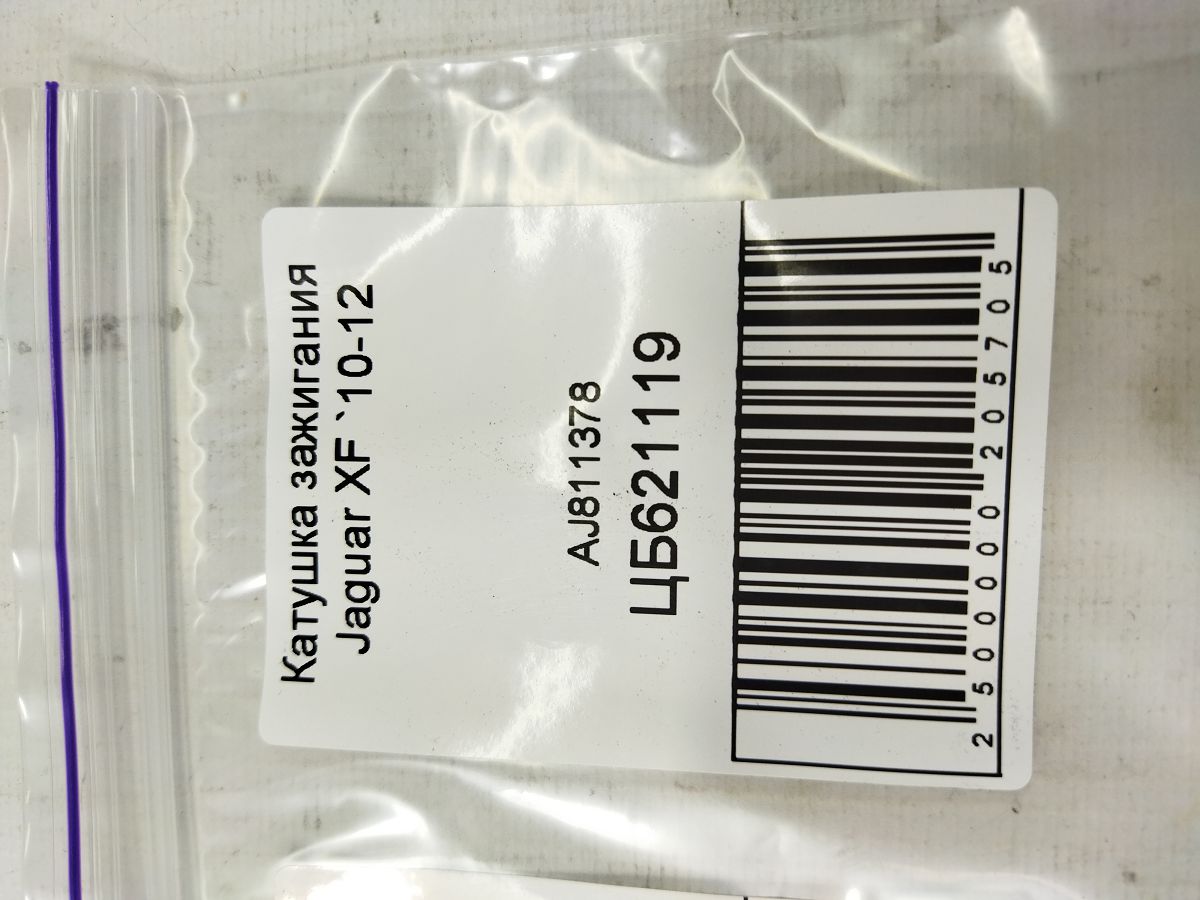 Катушка зажигания
Jaguar XF `10-12
AJ811378
ЦБ621119
2500000205705